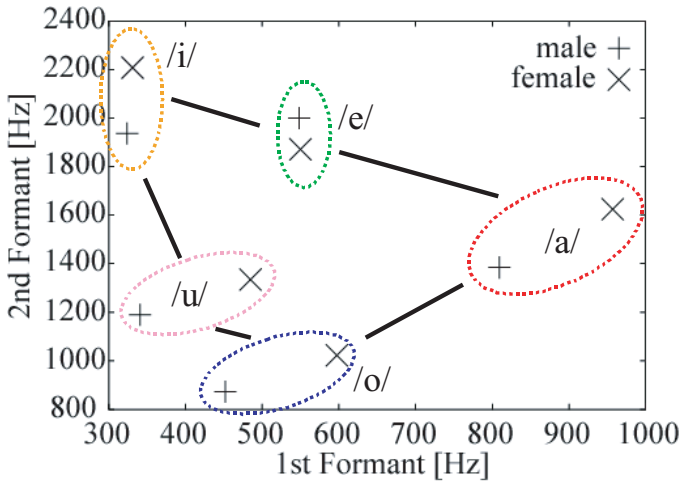 2400
2200
2000
1800
1600
1400
1200
1000
800
2nd Formant [Hz]
male +
female ×
/i/
/e/
/a/
/u/
/o/
300 400 500 600 700 800 900 1000
1st Formant [Hz]